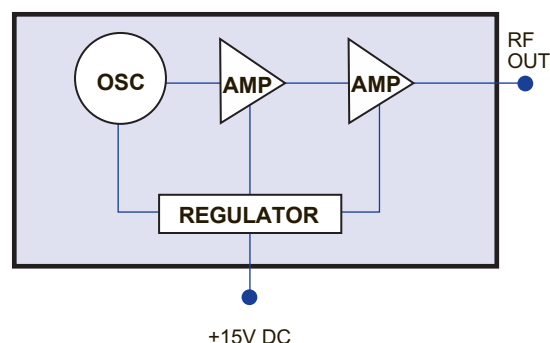 RF
OUT
OSC
AMP
AMP
REGULATOR
+15V DC